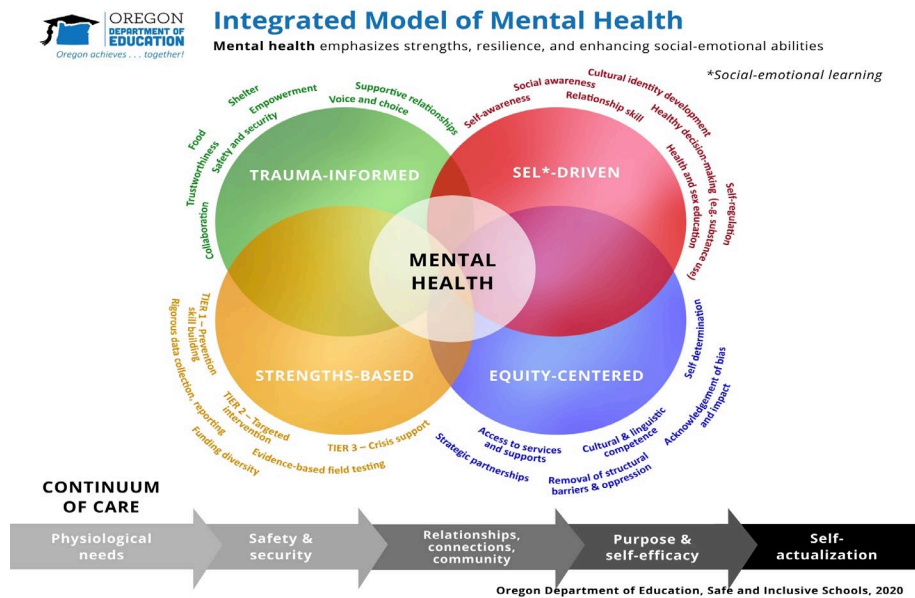 OREGON
DEPARTMENT OF
EDUCATION
Oregon achieves . . . together!
Integrated Model of Mental Health
Mental health emphasizes strengths, resilience, and enhancing social-emotional abilities
*Social-emotional learning
Food
Shelter
Trustworthiness
Safety and security
Empowerment
Collaboration
Voice and choice
Supportive relationships
TRAUMA-INFORMED
Self-awareness
Social awareness
Relationship skill
Cultural identity development
Healthy decision-making (e.g. substance use)
Health and sex education
Self-regulation
SEL*-DRIVEN
MENTAL
HEALTH
STRENGTHS-BASED
TIER 1 – Prevention
skill building
Rigorous data collection, reporting
TIER 2 – Targeted
intervention
Funding diversity
Evidence-based field testing
TIER 3 – Crisis support
EQUITY-CENTERED
Self determination
Acknowledgement of bias
and impact
Cultural & linguistic
competence
Access to services
and supports
Strategic partnerships
Removal of structural
barriers & oppression
CONTINUUM
OF CARE
Physiological
needs
Safety &
security
Relationships,
connections,
community
Purpose &
self-efficacy
Self-
actualization
Oregon Department of Education, Safe and Inclusive Schools, 2020